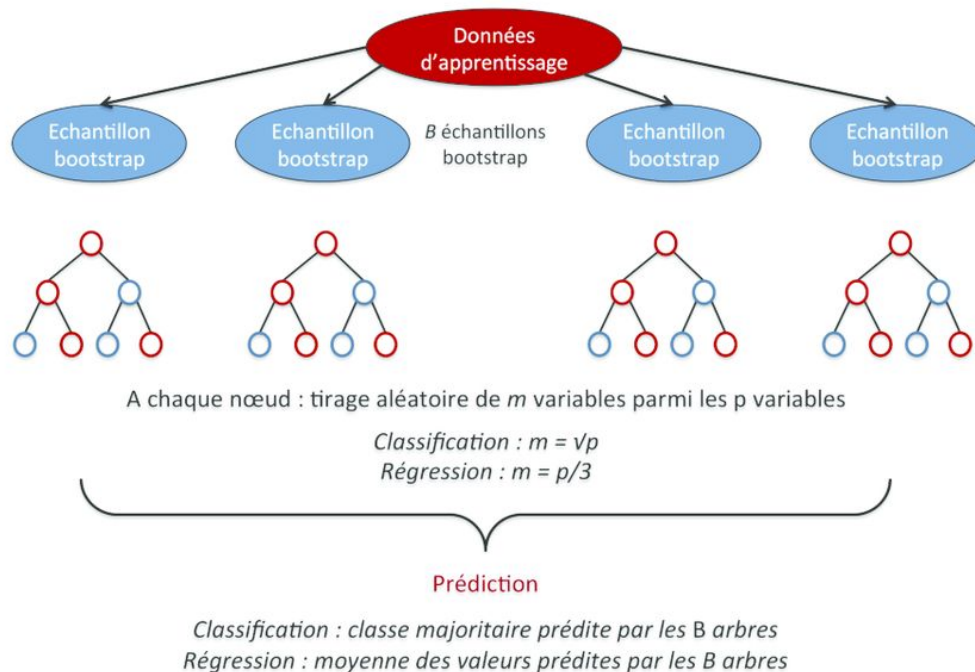 Données
d’apprentissage
Echantillon
bootstrap
Echantillon
bootstrap
B échantillons
bootstrap
Echantillon
bootstrap
Echantillon
bootstrap
A chaque nœud : tirage aléatoire de m variables parmi les p variables
Classification : m = √p
Régression : m = p/3
Prédiction
Classification : classe majoritaire prédite par les B arbres
Régression : moyenne des valeurs prédites par les B arbres